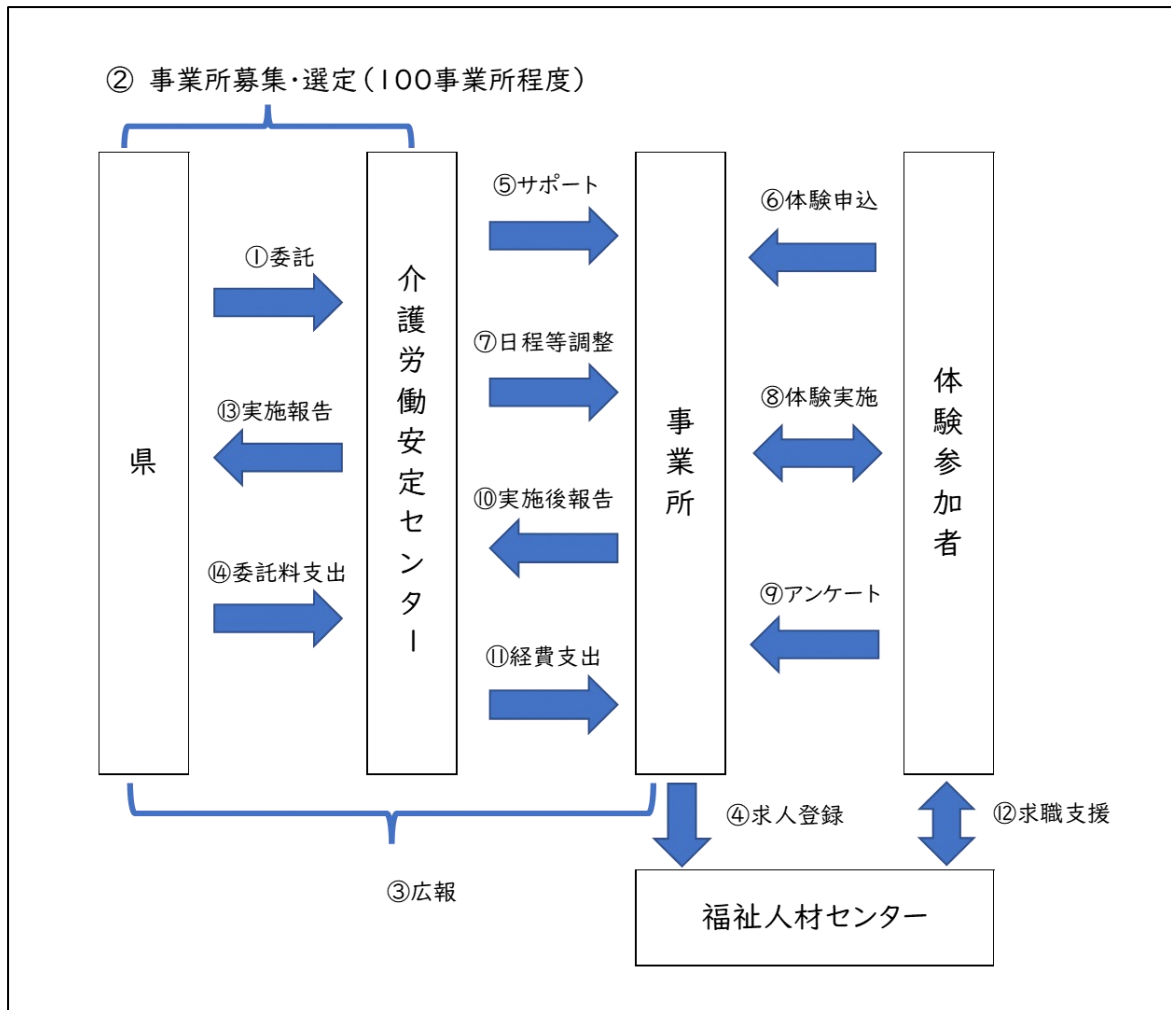 ② 事業所募集・選定（100事業所程度）
県
①委託
⑬実施報告
⑭委託料支出
介護労働安定センター
⑤サポート
⑦日程等調整
⑩実施後報告
⑪経費支出
事業所
⑥体験申込
⑧体験実施
⑨アンケート
体験参加者
③広報
④求人登録
⑫求職支援
福祉人材センター